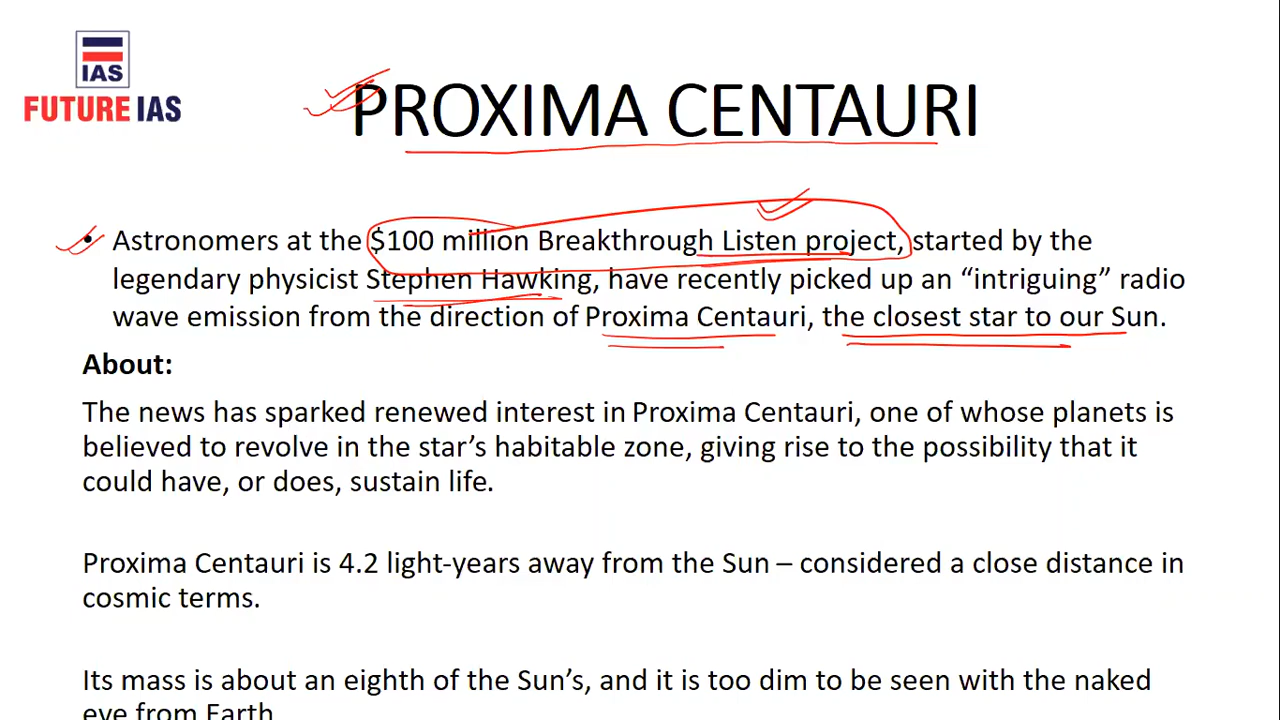 IAS
FUTURE IAS
PROXIMA CENTAURI
• Astronomers at the $100 million Breakthrough Listen project, started by the
legendary physicist Stephen Hawking, have recently picked up an “intriguing” radio
wave emission from the direction of Proxima Centauri, the closest star to our Sun.
About:
The news has sparked renewed interest in Proxima Centauri, one of whose planets is
believed to revolve in the star’s habitable zone, giving rise to the possibility that it
could have, or does, sustain life.
Proxima Centauri is 4.2 light-years away from the Sun – considered a close distance in
cosmic terms.
Its mass is about an eighth of the Sun’s, and it is too dim to be seen with the naked
eye from Earth